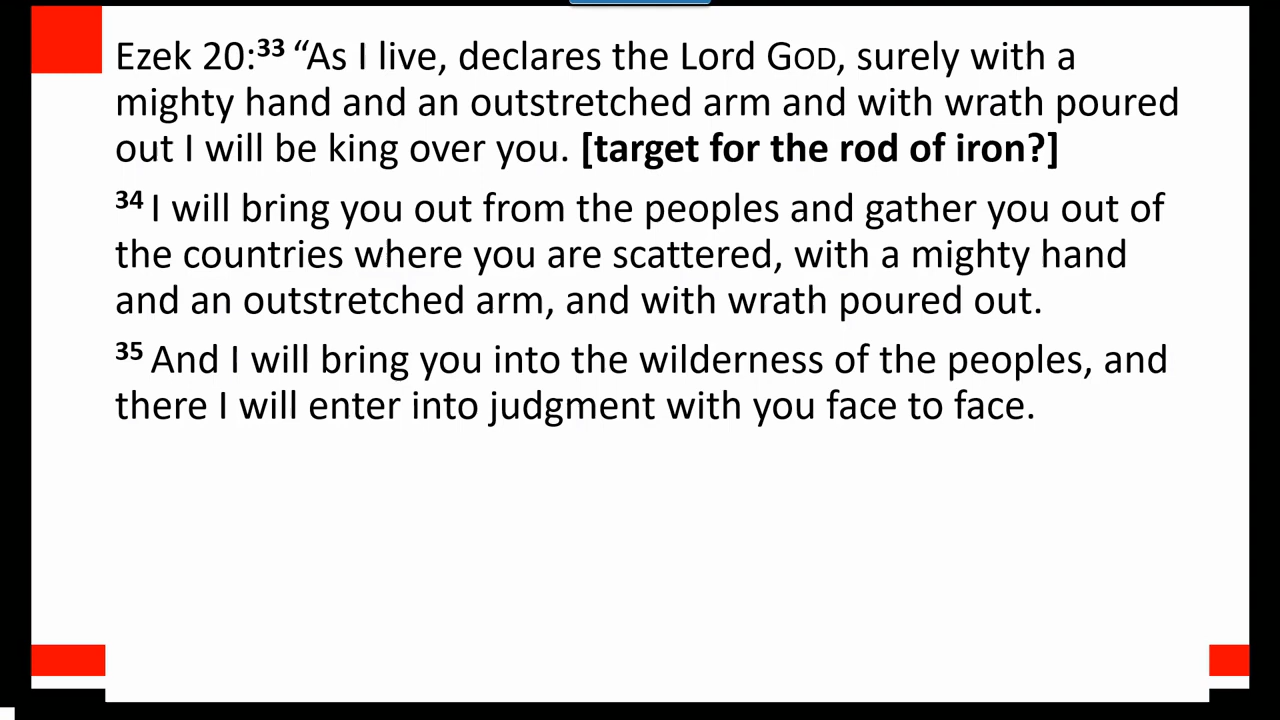 Ezek 20:33 “As I live, declares the Lord GOD, surely with a
mighty hand and an outstretched arm and with wrath poured
out I will be king over you. [target for the rod of iron?]
34 I will bring you out from the peoples and gather you out of
the countries where you are scattered, with a mighty hand
and an outstretched arm, and with wrath poured out.
35 And I will bring you into the wilderness of the peoples, and
there I will enter into judgment with you face to face.